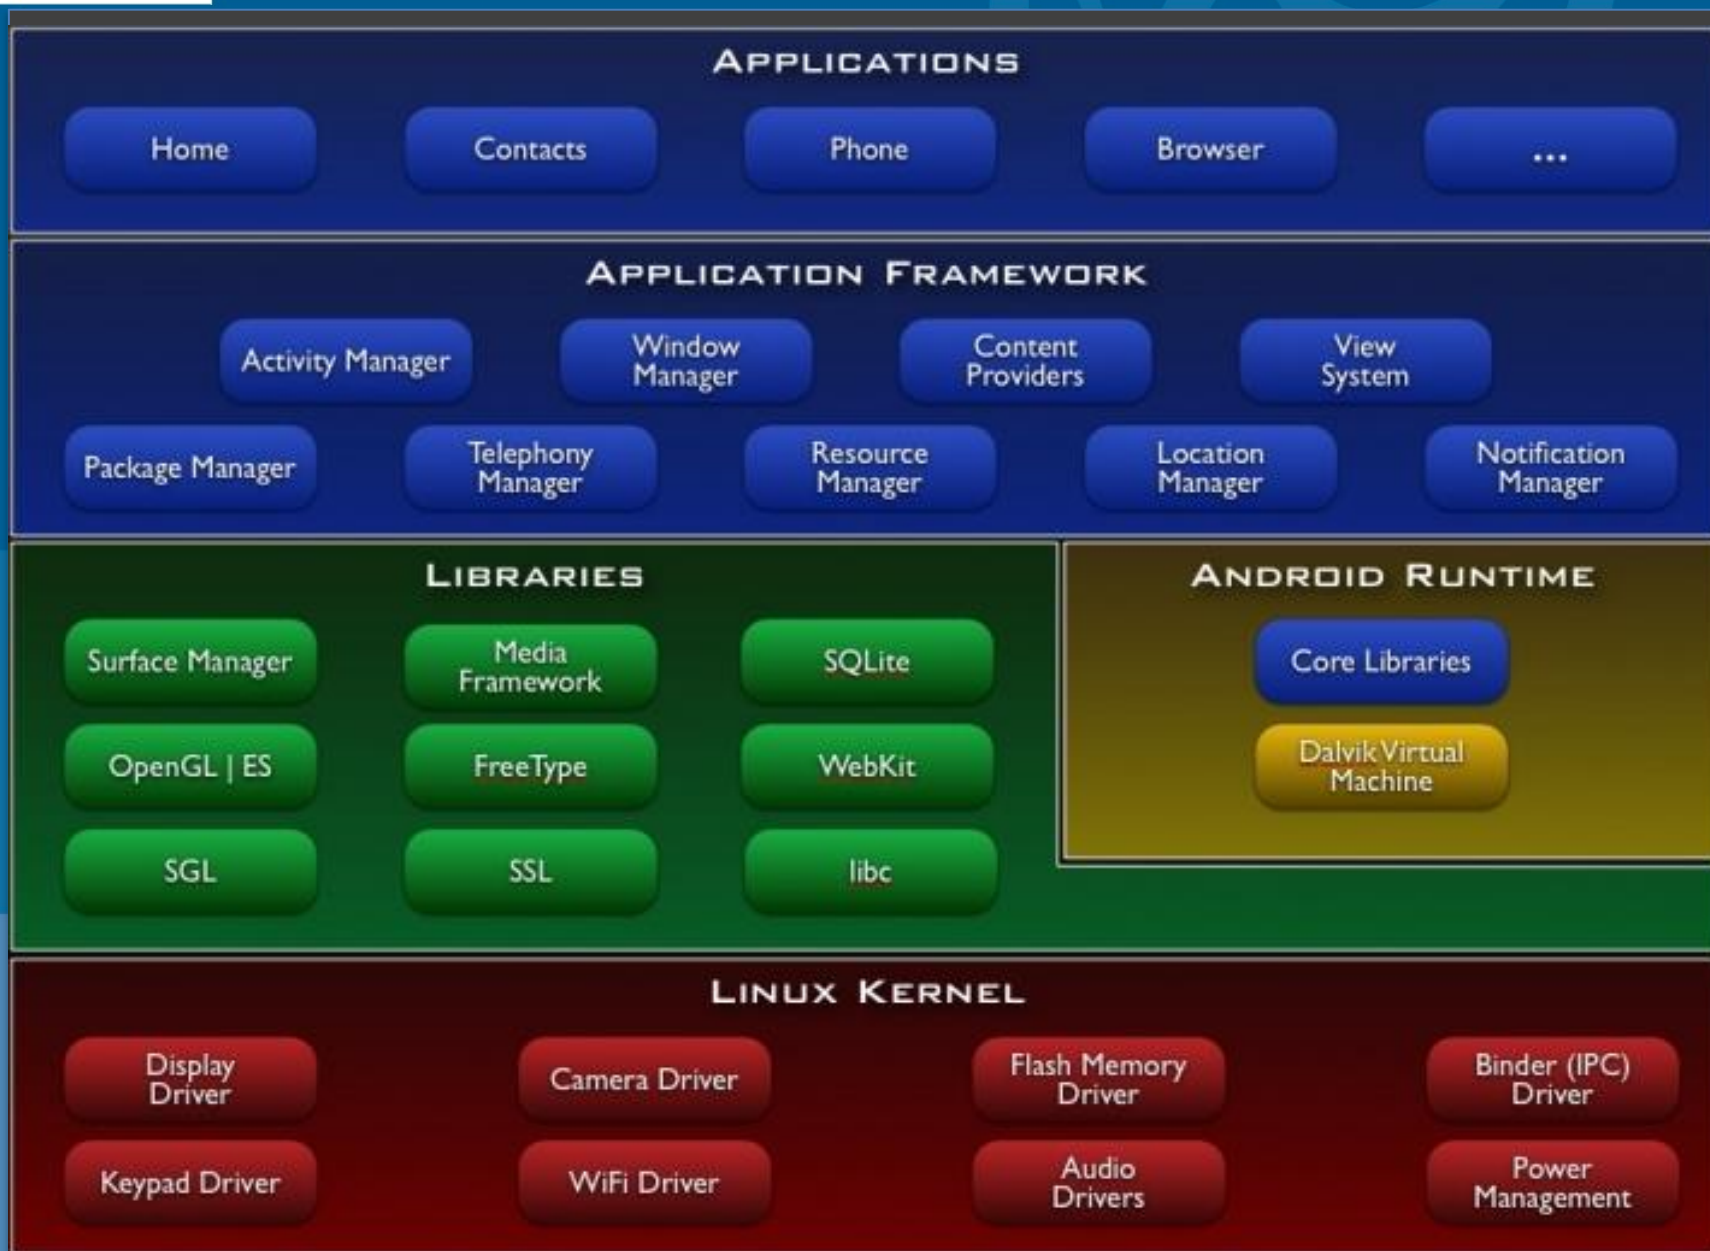 APPLICATIONS
Home
Contacts
Phone
Browser
...
APPLICATION FRAMEWORK
Activity Manager
Window
Manager
Content
Providers
View
System
Package Manager
Telephony
Manager
Resource
Manager
Location
Manager
Notification
Manager
LIBRARIES
Surface Manager
Media
Framework
SQLite
OpenGL | ES
FreeType
WebKit
SGL
SSL
libc
ANDROID RUNTIME
Core Libraries
Dalvik Virtual
Machine
LINUX KERNEL
Display
Driver
Camera Driver
Flash Memory
Driver
Binder (IPC)
Driver
Keypad Driver
WiFi Driver
Audio
Drivers
Power
Management